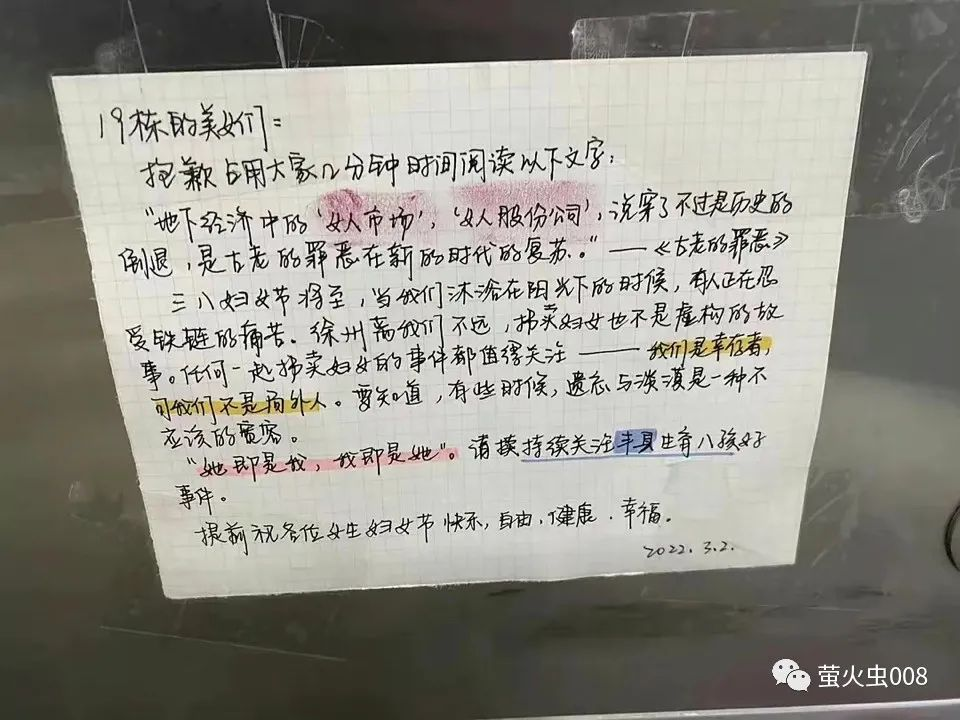 19栋的美女们：
抱歉占用大家几分钟时间阅读以下文字：
“地下经济中的‘女人市场’，‘女人股份公司’，说穿了不过是历史的
倒退，是古老的罪恶在新的时代的复苏。”——《古老的罪恶》
三八妇女节将至，当我们沐浴在阳光下的时候，有人正在忍
受铁链的痛苦。徐州离我们不远，拐卖妇女也不是虚构的故
事。任何一起拐卖妇女的事件都值得关注——我们是幸存者，
可我们不是局外人。要知道，有些时候，遗忘与淡漠是一种不
应该的宽容。
“她即是我，我即是她”。请持续关注丰县生育八孩女子
事件。
提前祝各位女生妇女节快乐，自由、健康、幸福。
2022.3.2.
萤火虫008